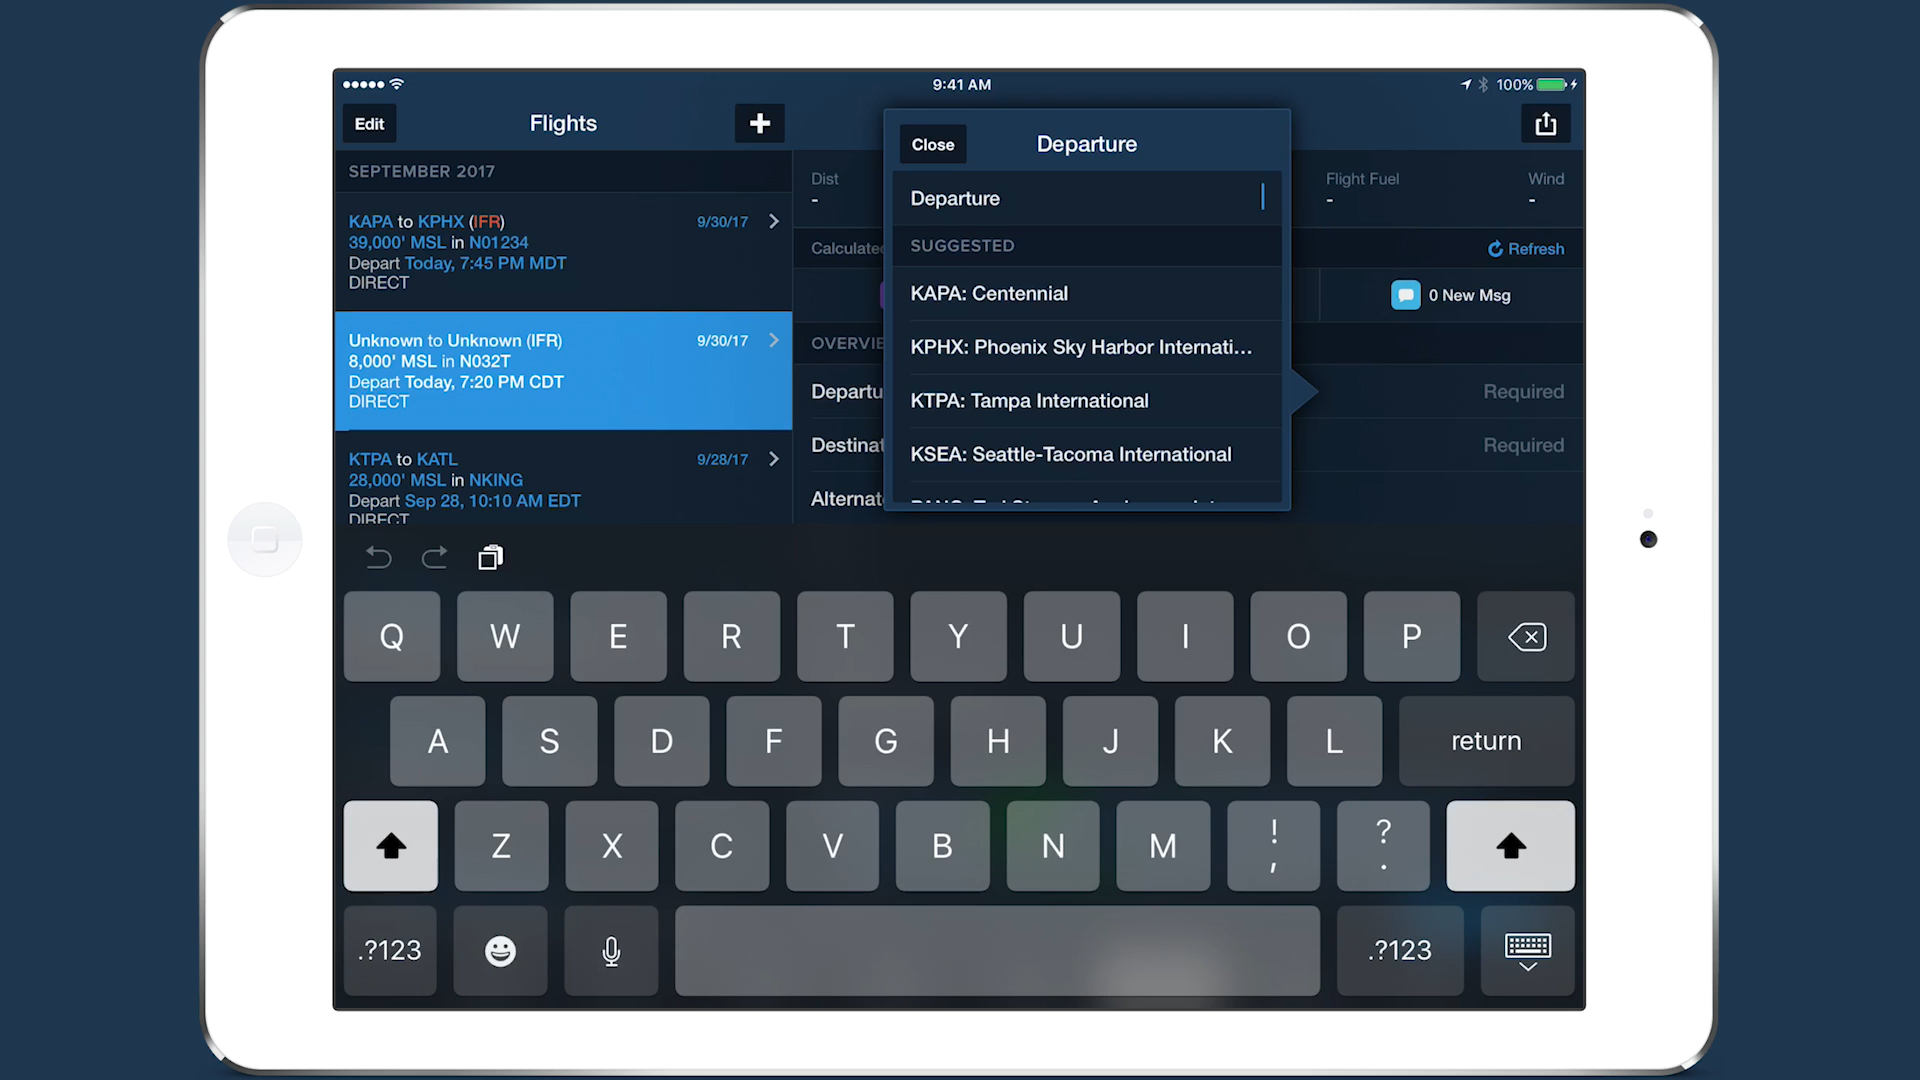 9:41 AM
100%
Edit
Flights
Close
Departure
SEPTEMBER 2017
KAPA to KPHX (IFR)
9/30/17
39,000' MSL in N01234
Depart Today, 7:45 PM MDT
DIRECT
Unknown to Unknown (IFR)
9/30/17
8,000' MSL in N032T
Depart Today, 7:20 PM CDT
DIRECT
KTPA to KATL
9/28/17
28,000' MSL in NKING
Depart Sep 28, 10:10 AM EDT
DIRECT
Dist
-
Flight Fuel
-
Wind
-
Calculated
Refresh
0 New Msg
OVERVIE
Departu
Required
Destinat
Required
Alternat
Departure
SUGGESTED
KAPA: Centennial
KPHX: Phoenix Sky Harbor Internati...
KTPA: Tampa International
KSEA: Seattle-Tacoma International
Q W E R T Y U I O P
A S D F G H J K L return
Z X C V B N M ! , ? .
.?123 .?123